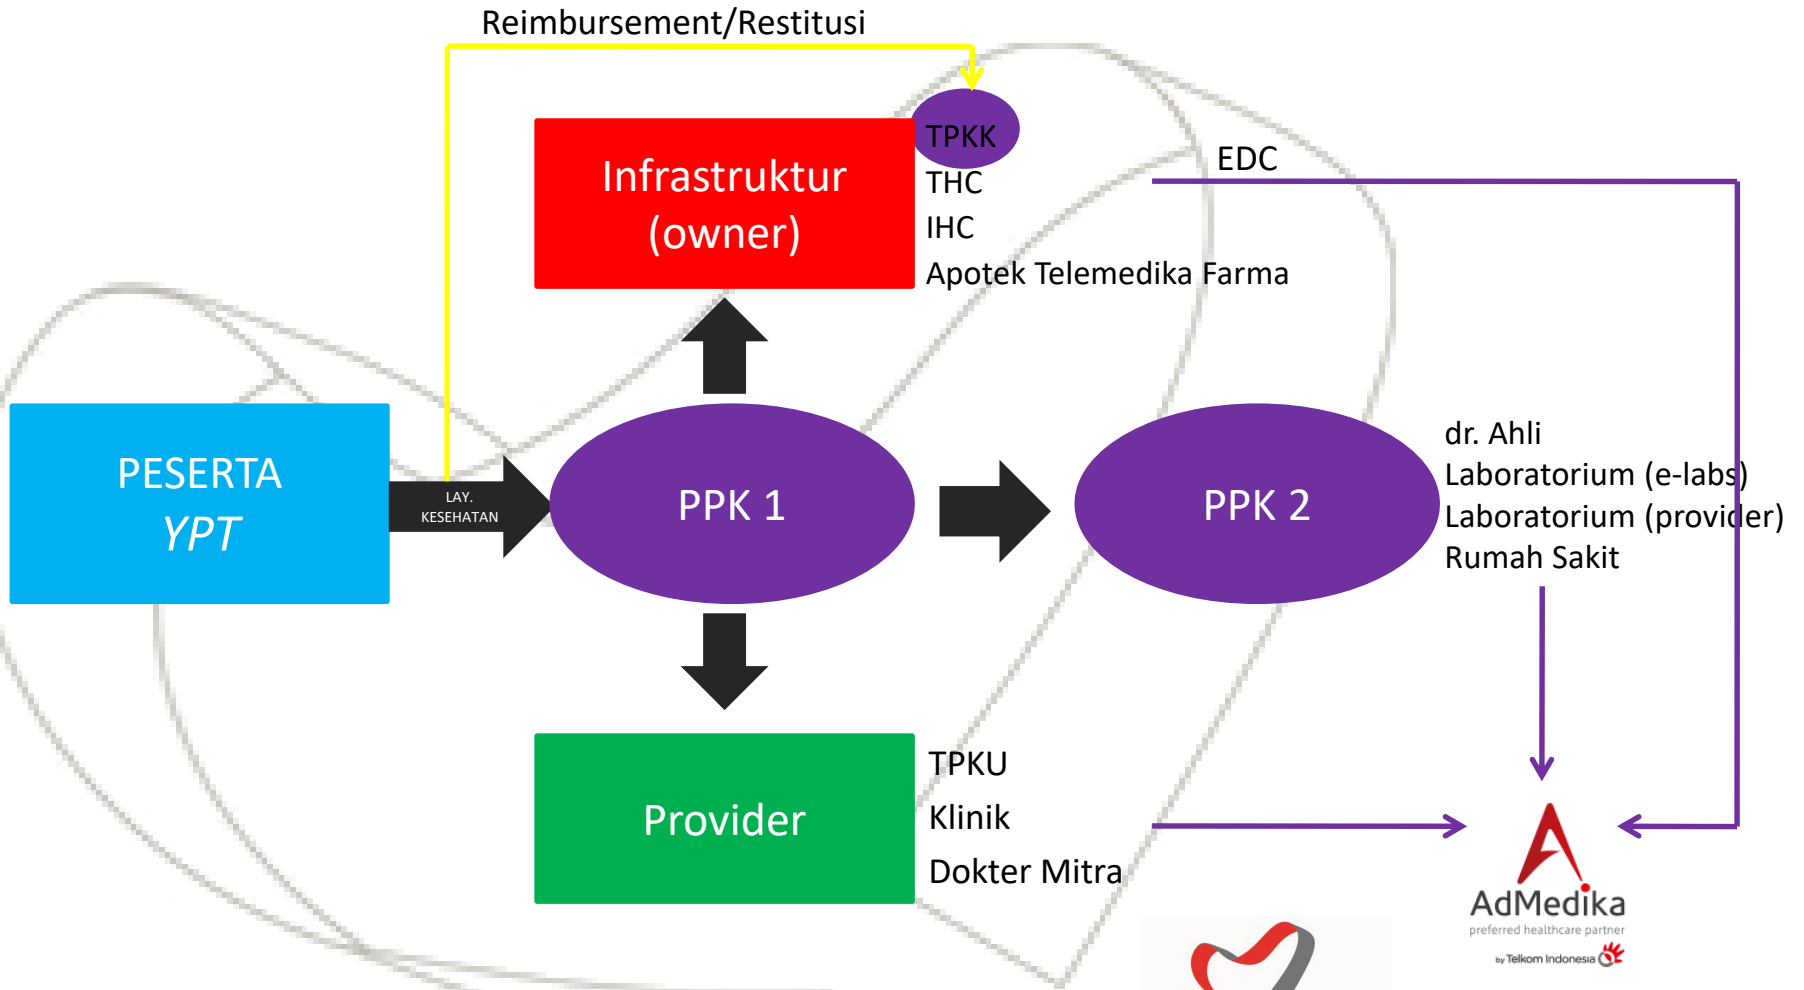 Reimbursement/Restitusi
Infrastruktur
(owner)
TPKK
THC
IHC
Apotek Telemedika Farma
EDC
PESERTA
YPT
LAY.
KESEHATAN
PPK 1
PPK 2
dr. Ahli
Laboratorium (e-labs)
Laboratorium (provider)
Rumah Sakit
Provider
TPKU
Klinik
Dokter Mitra
AdMedika
preferred healthcare partner
by Telkom Indonesia